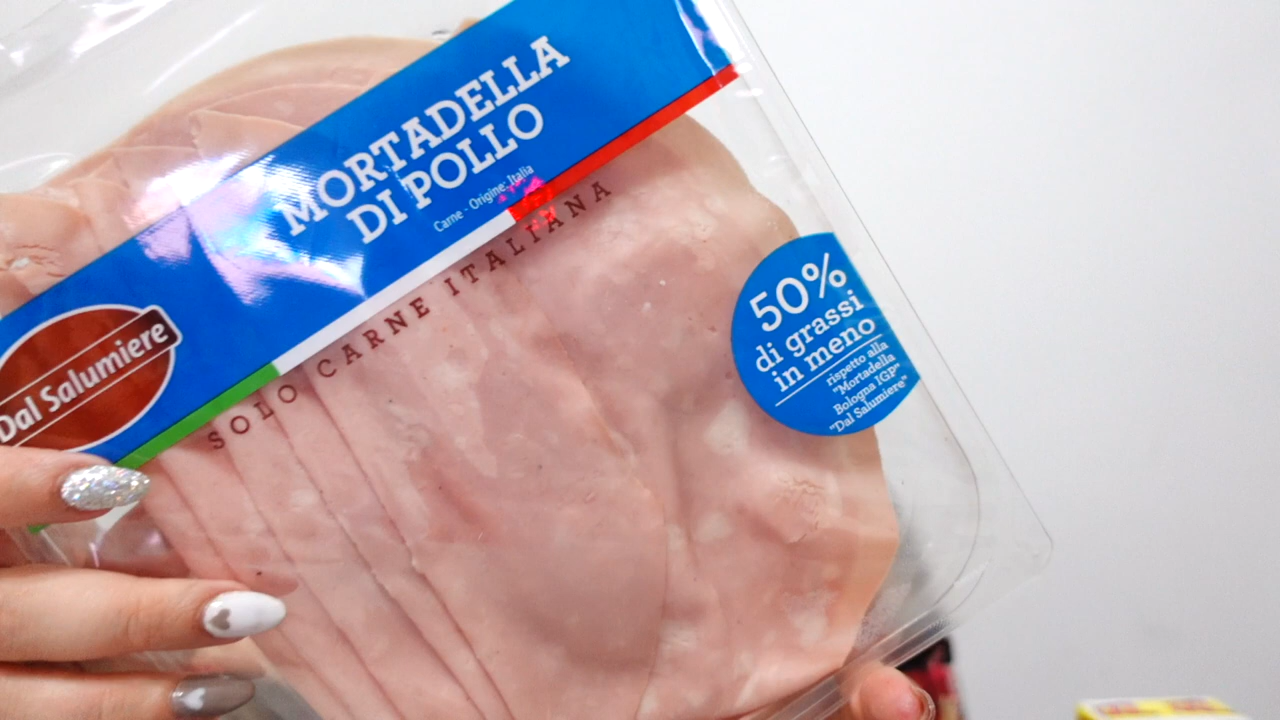 MORTADELLA
DI POLLO
Carne - Origine: Italia
SOLO CARNE ITALIANA
Dal Salumiere
50%
di grassi
in meno
rispetto alla
"Mortadella
Bologna IGP"
"Dal Salumiere"